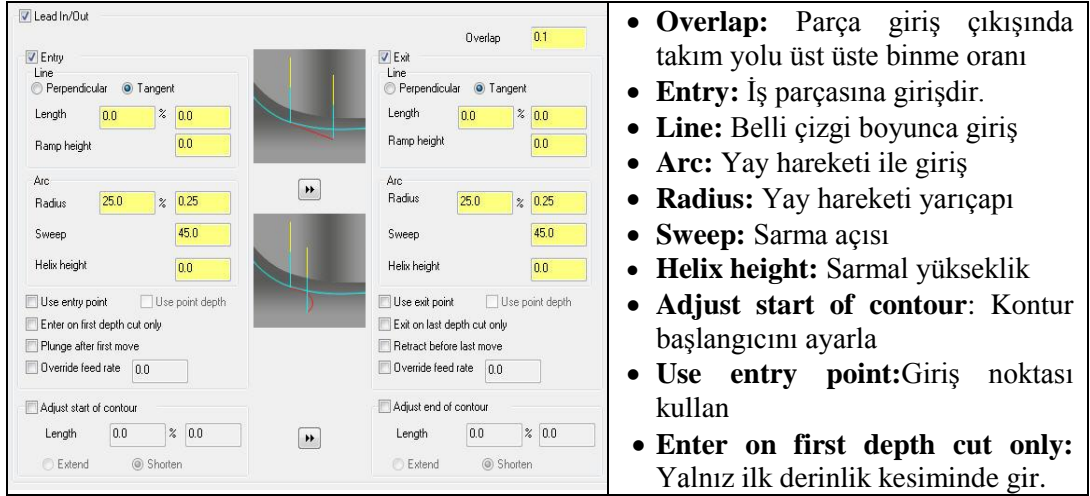 Lead In/Out
Overlap 0.1
Entry
Line
Perpendicular Tangent
Length 0.0 % 0.0
Ramp height 0.0
Arc
Radius 25.0 % 0.25
Sweep 45.0
Helix height 0.0
Use entry point Use point depth
Enter on first depth cut only
Plunge after first move
Override feed rate 0.0
Adjust start of contour
Length 0.0 % 0.0
Extend Shorten
Exit
Line
Perpendicular Tangent
Length 0.0 % 0.0
Ramp height 0.0
Arc
Radius 25.0 % 0.25
Sweep 45.0
Helix height 0.0
Use exit point Use point depth
Exit on last depth cut only
Retract before last move
Override feed rate 0.0
Adjust end of contour
Length 0.0 % 0.0
Extend Shorten
• Overlap: Parça giriş çıkışında
takım yolu üst üste binme oranı
• Entry: İş parçasına girişdir.
• Line: Belli çizgi boyunca giriş
• Arc: Yay hareketi ile giriş
• Radius: Yay hareketi yarıçapı
• Sweep: Sarma açısı
• Helix height: Sarmal yükseklik
• Adjust start of contour: Kontur
başlangıcını ayarla
• Use entry point:Giriş noktası
kullan
• Enter on first depth cut only:
Yalnız ilk derinlik kesiminde gir.